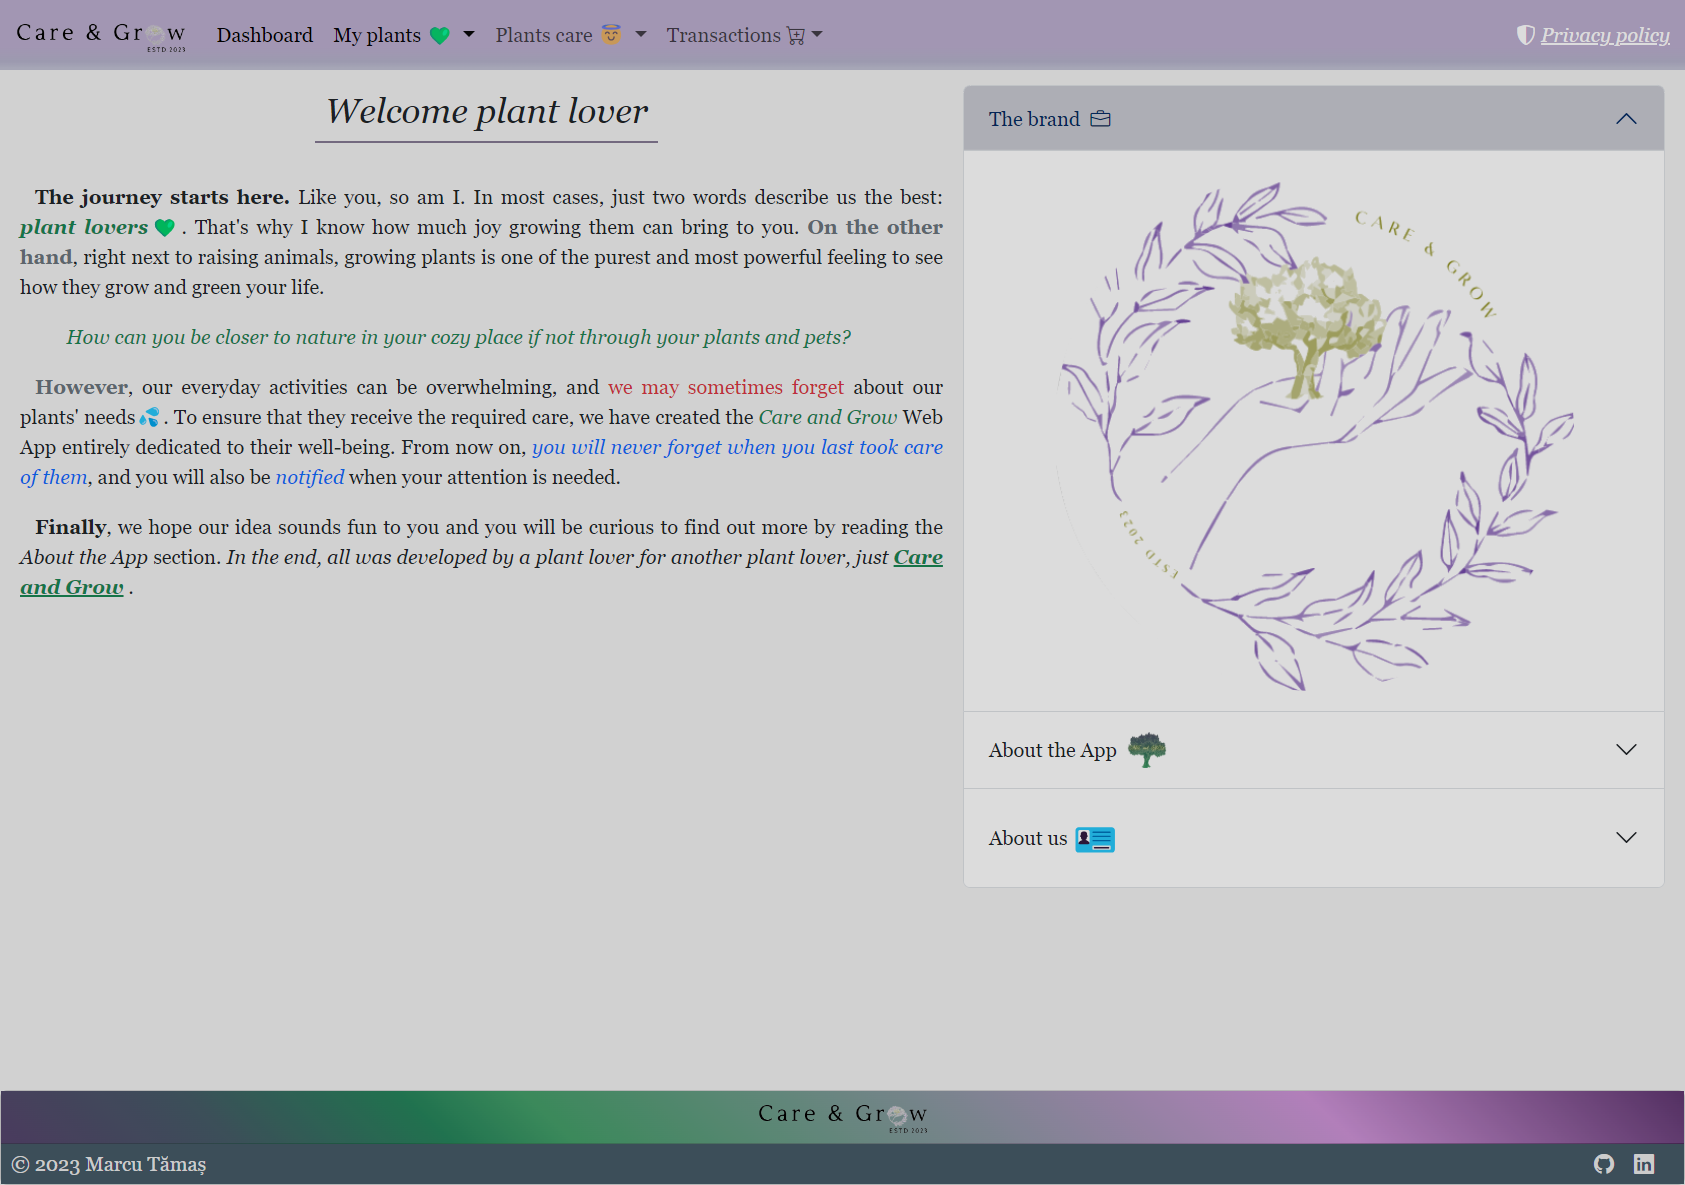 Care & Grow
ESTD 2023
Dashboard My plants Plants care Transactions
Privacy policy
Welcome plant lover
The journey starts here. Like you, so am I. In most cases, just two words describe us the best:
plant lovers . That's why I know how much joy growing them can bring to you. On the other
hand, right next to raising animals, growing plants is one of the purest and most powerful feeling to see
how they grow and green your life.
How can you be closer to nature in your cozy place if not through your plants and pets?
However, our everyday activities can be overwhelming, and we may sometimes forget about our
plants' needs . To ensure that they receive the required care, we have created the Care and Grow Web
App entirely dedicated to their well-being. From now on, you will never forget when you last took care
of them, and you will also be notified when your attention is needed.
Finally, we hope our idea sounds fun to you and you will be curious to find out more by reading the
About the App section. In the end, all was developed by a plant lover for another plant lover, just Care
and Grow .
The brand
CARE & GROW
ESTD 2023
About the App
About us
Care & Grow
ESTD 2023
© 2023 Marcu Tămaș
in